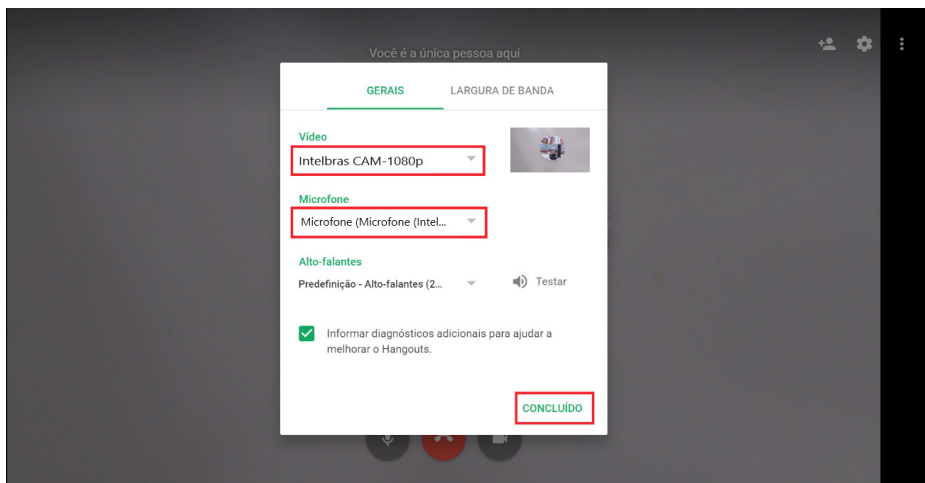 Você é a única pessoa aqui
GERAIS
LARGURA DE BANDA
Vídeo
Intelbras CAM-1080p
Microfone
Microfone (Microfone (Intel...
Alto-falantes
Predefinição - Alto-falantes (2...
Testar
Informar diagnósticos adicionais para ajudar a
melhorar o Hangouts.
CONCLUÍDO